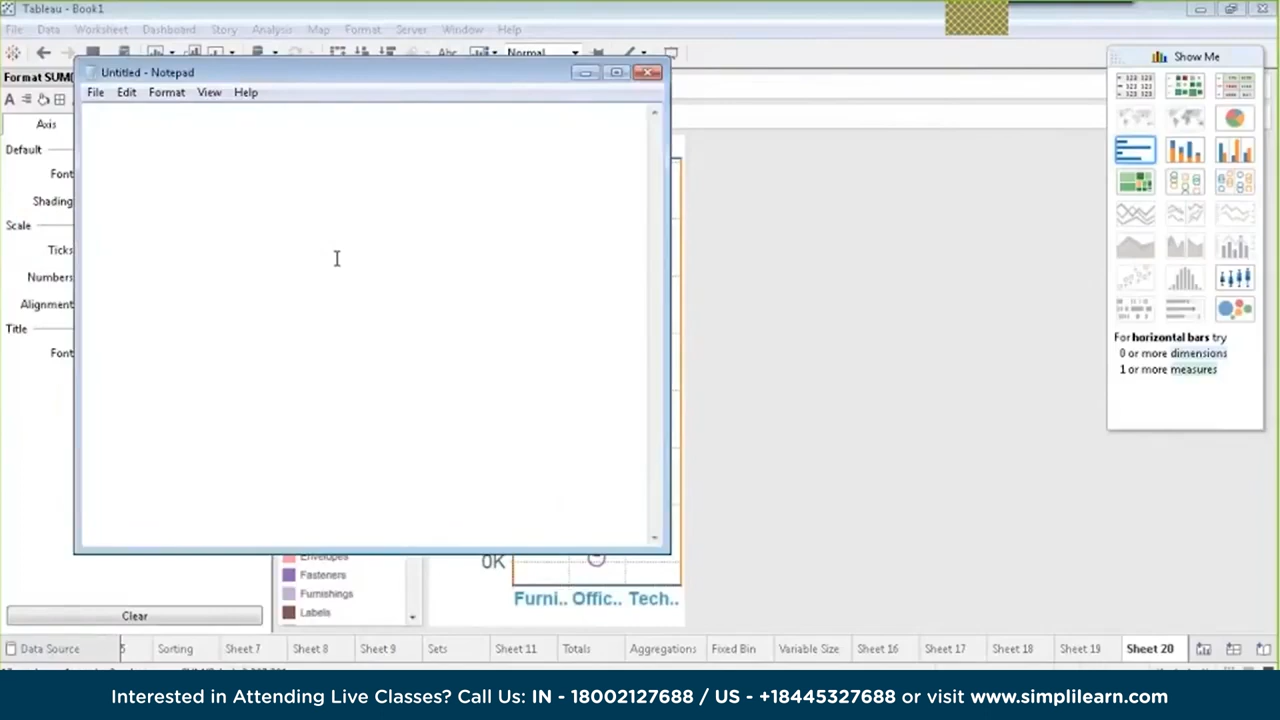 Tableau - Book1
File Data Worksheet Dashboard Story Analysis Map Format Server Window Help
Abc Normal
Format SUM(
Untitled - Notepad
File Edit Format View Help
Axis
Default
Font
Shading
Scale
Ticks
Numbers
Alignment
Title
Font
Clear
Show Me
For horizontal bars try
0 or more dimensions
1 or more measures
Envelopes
Fasteners
Furnishings
Labels
0K
Furni.. Offic.. Tech..
Data Source 5 Sorting Sheet 7 Sheet 8 Sheet 9 Sets Sheet 11 Totals Aggregations Fixed Bin Variable Size Sheet 16 Sheet 17 Sheet 18 Sheet 19 Sheet 20
Interested in Attending Live Classes? Call Us: IN - 18002127688 / US - +18445327688 or visit www.simplilearn.com